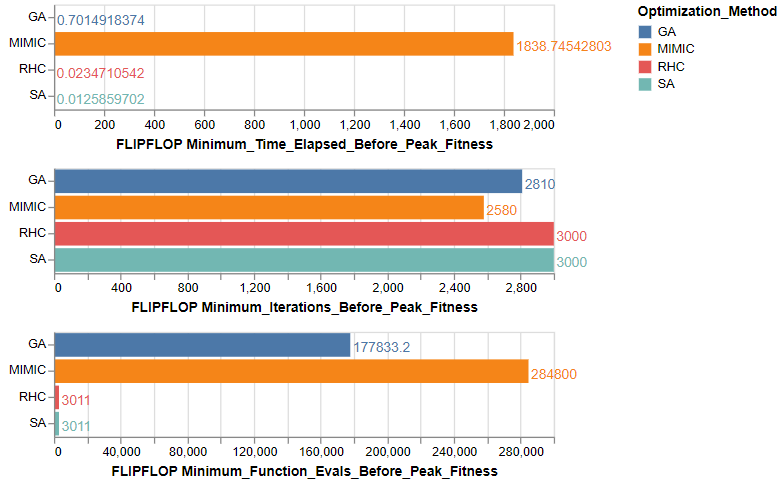 GA 0.7014918374
MIMIC 1838.74542803
RHC 0.0234710542
SA 0.0125859702
0 200 400 600 800 1,000 1,200 1,400 1,600 1,800 2,000
FLIPFLOP Minimum_Time_Elapsed_Before_Peak_Fitness
Optimization_Method
GA
MIMIC
RHC
SA
GA 2810
MIMIC 2580
RHC 3000
SA 3000
0 400 800 1,200 1,600 2,000 2,400 2,800
FLIPFLOP Minimum_Iterations_Before_Peak_Fitness
GA 177833.2
MIMIC 284800
RHC 3011
SA 3011
0 40,000 80,000 120,000 160,000 200,000 240,000 280,000
FLIPFLOP Minimum_Function_Evals_Before_Peak_Fitness